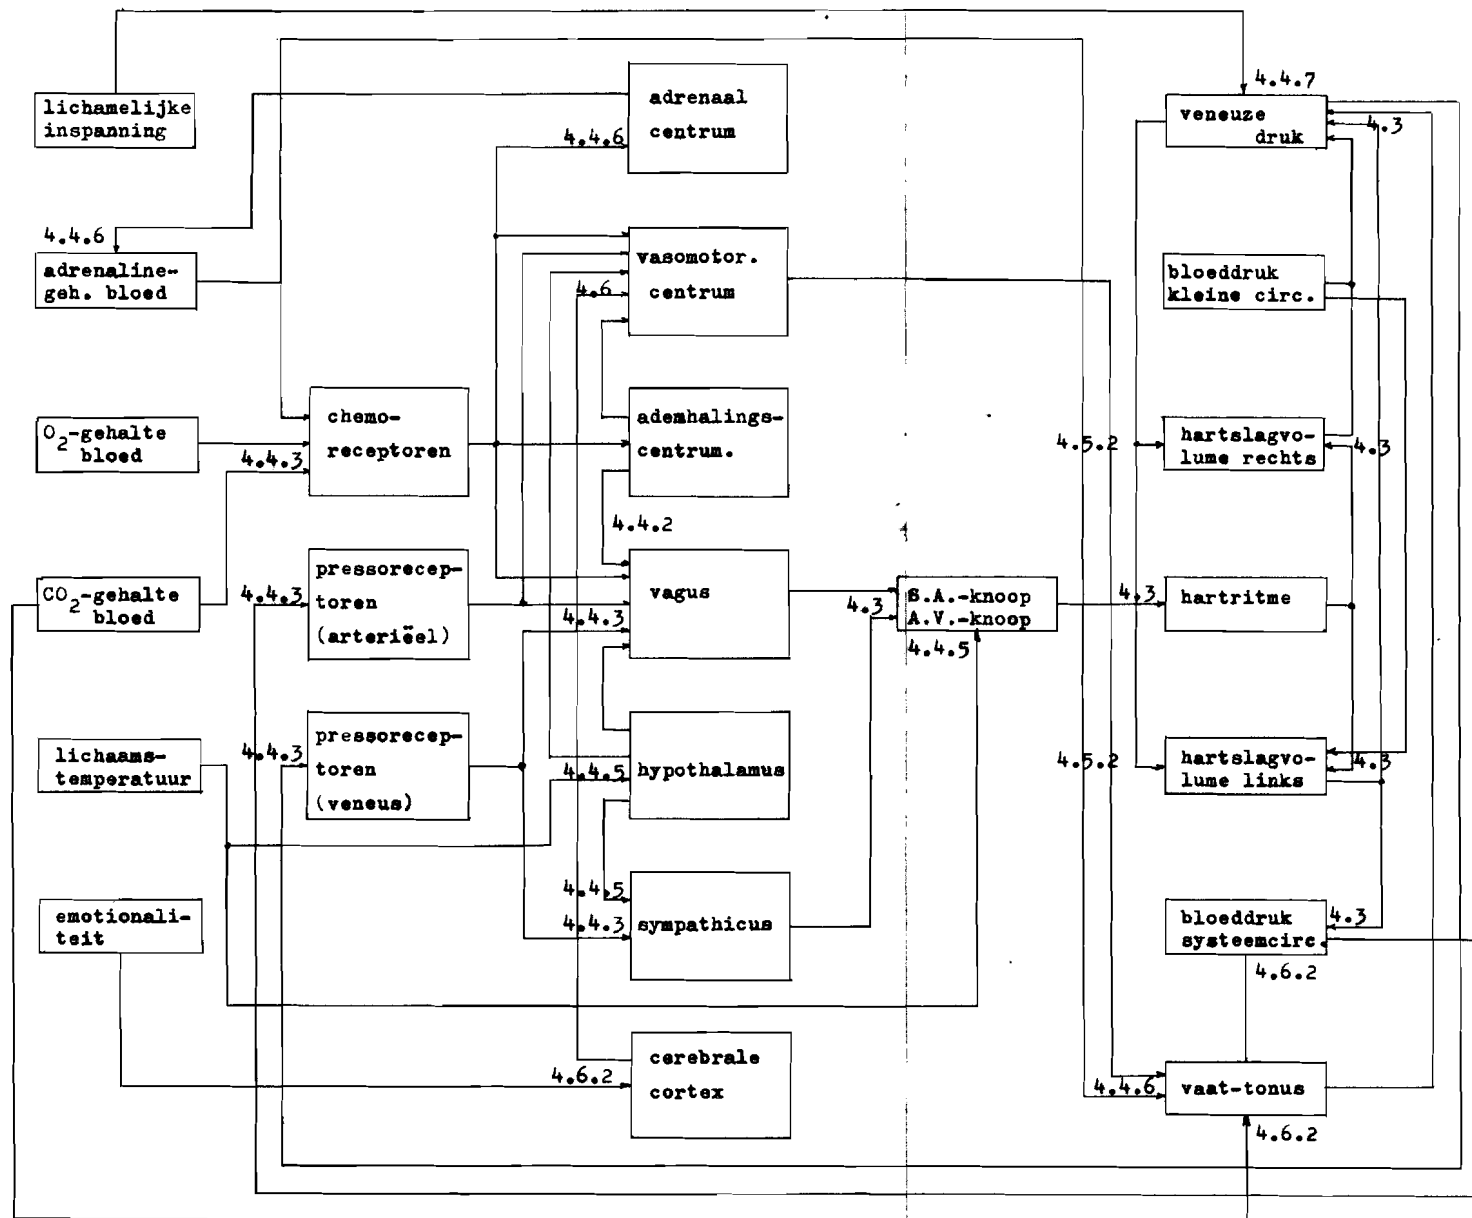 4.4.7
lichamelijke
inspanning
adrenaal
centrum
4.4.6
veneuze
druk
4.3
4.4.6
adrenaline-
geh. bloed
vasomotor.
centrum
4.6
bloeddruk
kleine circ.
O₂-gehalte
bloed
4.4.3
chemo-
receptoren
ademhalings-
centrum.
4.4.2
4.5.2
hartslagvo-
lume rechts
4.3
CO₂-gehalte
bloed
4.4.3
pressorecep-
toren
(arteriëel)
4.4.3
vagus
4.3
S.A.-knoop
A.V.-knoop
4.4.5
4.3
hartritme
lichaams-
temperatuur
4.4.3
pressorecep-
toren
(veneus)
4.4.5
hypothalamus
4.5.2
hartslagvo-
lume links
4.3
emotionali-
teit
4.4.5
4.4.3
sympathicus
bloeddruk
systeemcirc.
4.3
4.6.2
4.6.2
cerebrale
cortex
4.4.6
vaat-tonus
4.6.2